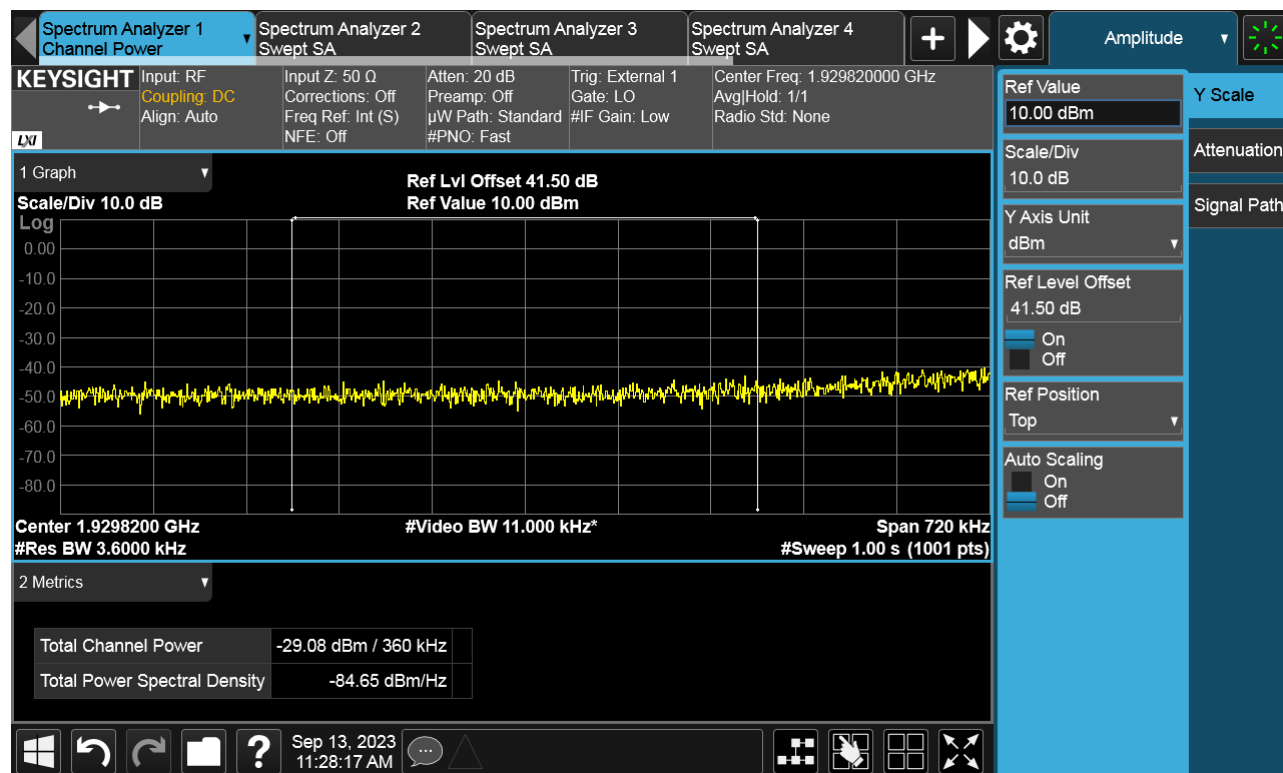 Spectrum Analyzer 1
Channel Power
Spectrum Analyzer 2
Swept SA
Spectrum Analyzer 3
Swept SA
Spectrum Analyzer 4
Swept SA
+
Amplitude
KEYSIGHT
LXI
Input: RF
Coupling: DC
Align: Auto
Input Z: 50 Ω
Corrections: Off
Freq Ref: Int (S)
NFE: Off
Atten: 20 dB
Preamp: Off
µW Path: Standard
#PNO: Fast
Trig: External 1
Gate: LO
#IF Gain: Low
Center Freq: 1.929820000 GHz
Avg|Hold: 1/1
Radio Std: None
1 Graph
Scale/Div 10.0 dB
Ref Lvl Offset 41.50 dB
Ref Value 10.00 dBm
Log
0.00
-10.0
-20.0
-30.0
-40.0
-50.0
-60.0
-70.0
-80.0
Center 1.9298200 GHz
#Res BW 3.6000 kHz
#Video BW 11.000 kHz*
Span 720 kHz
#Sweep 1.00 s (1001 pts)
2 Metrics
Total Channel Power -29.08 dBm / 360 kHz
Total Power Spectral Density -84.65 dBm/Hz
?
Sep 13, 2023
11:28:17 AM
Ref Value
10.00 dBm
Scale/Div
10.0 dB
Y Axis Unit
dBm
Ref Level Offset
41.50 dB
On
Off
Ref Position
Top
Auto Scaling
On
Off
Y Scale
Attenuation
Signal Path